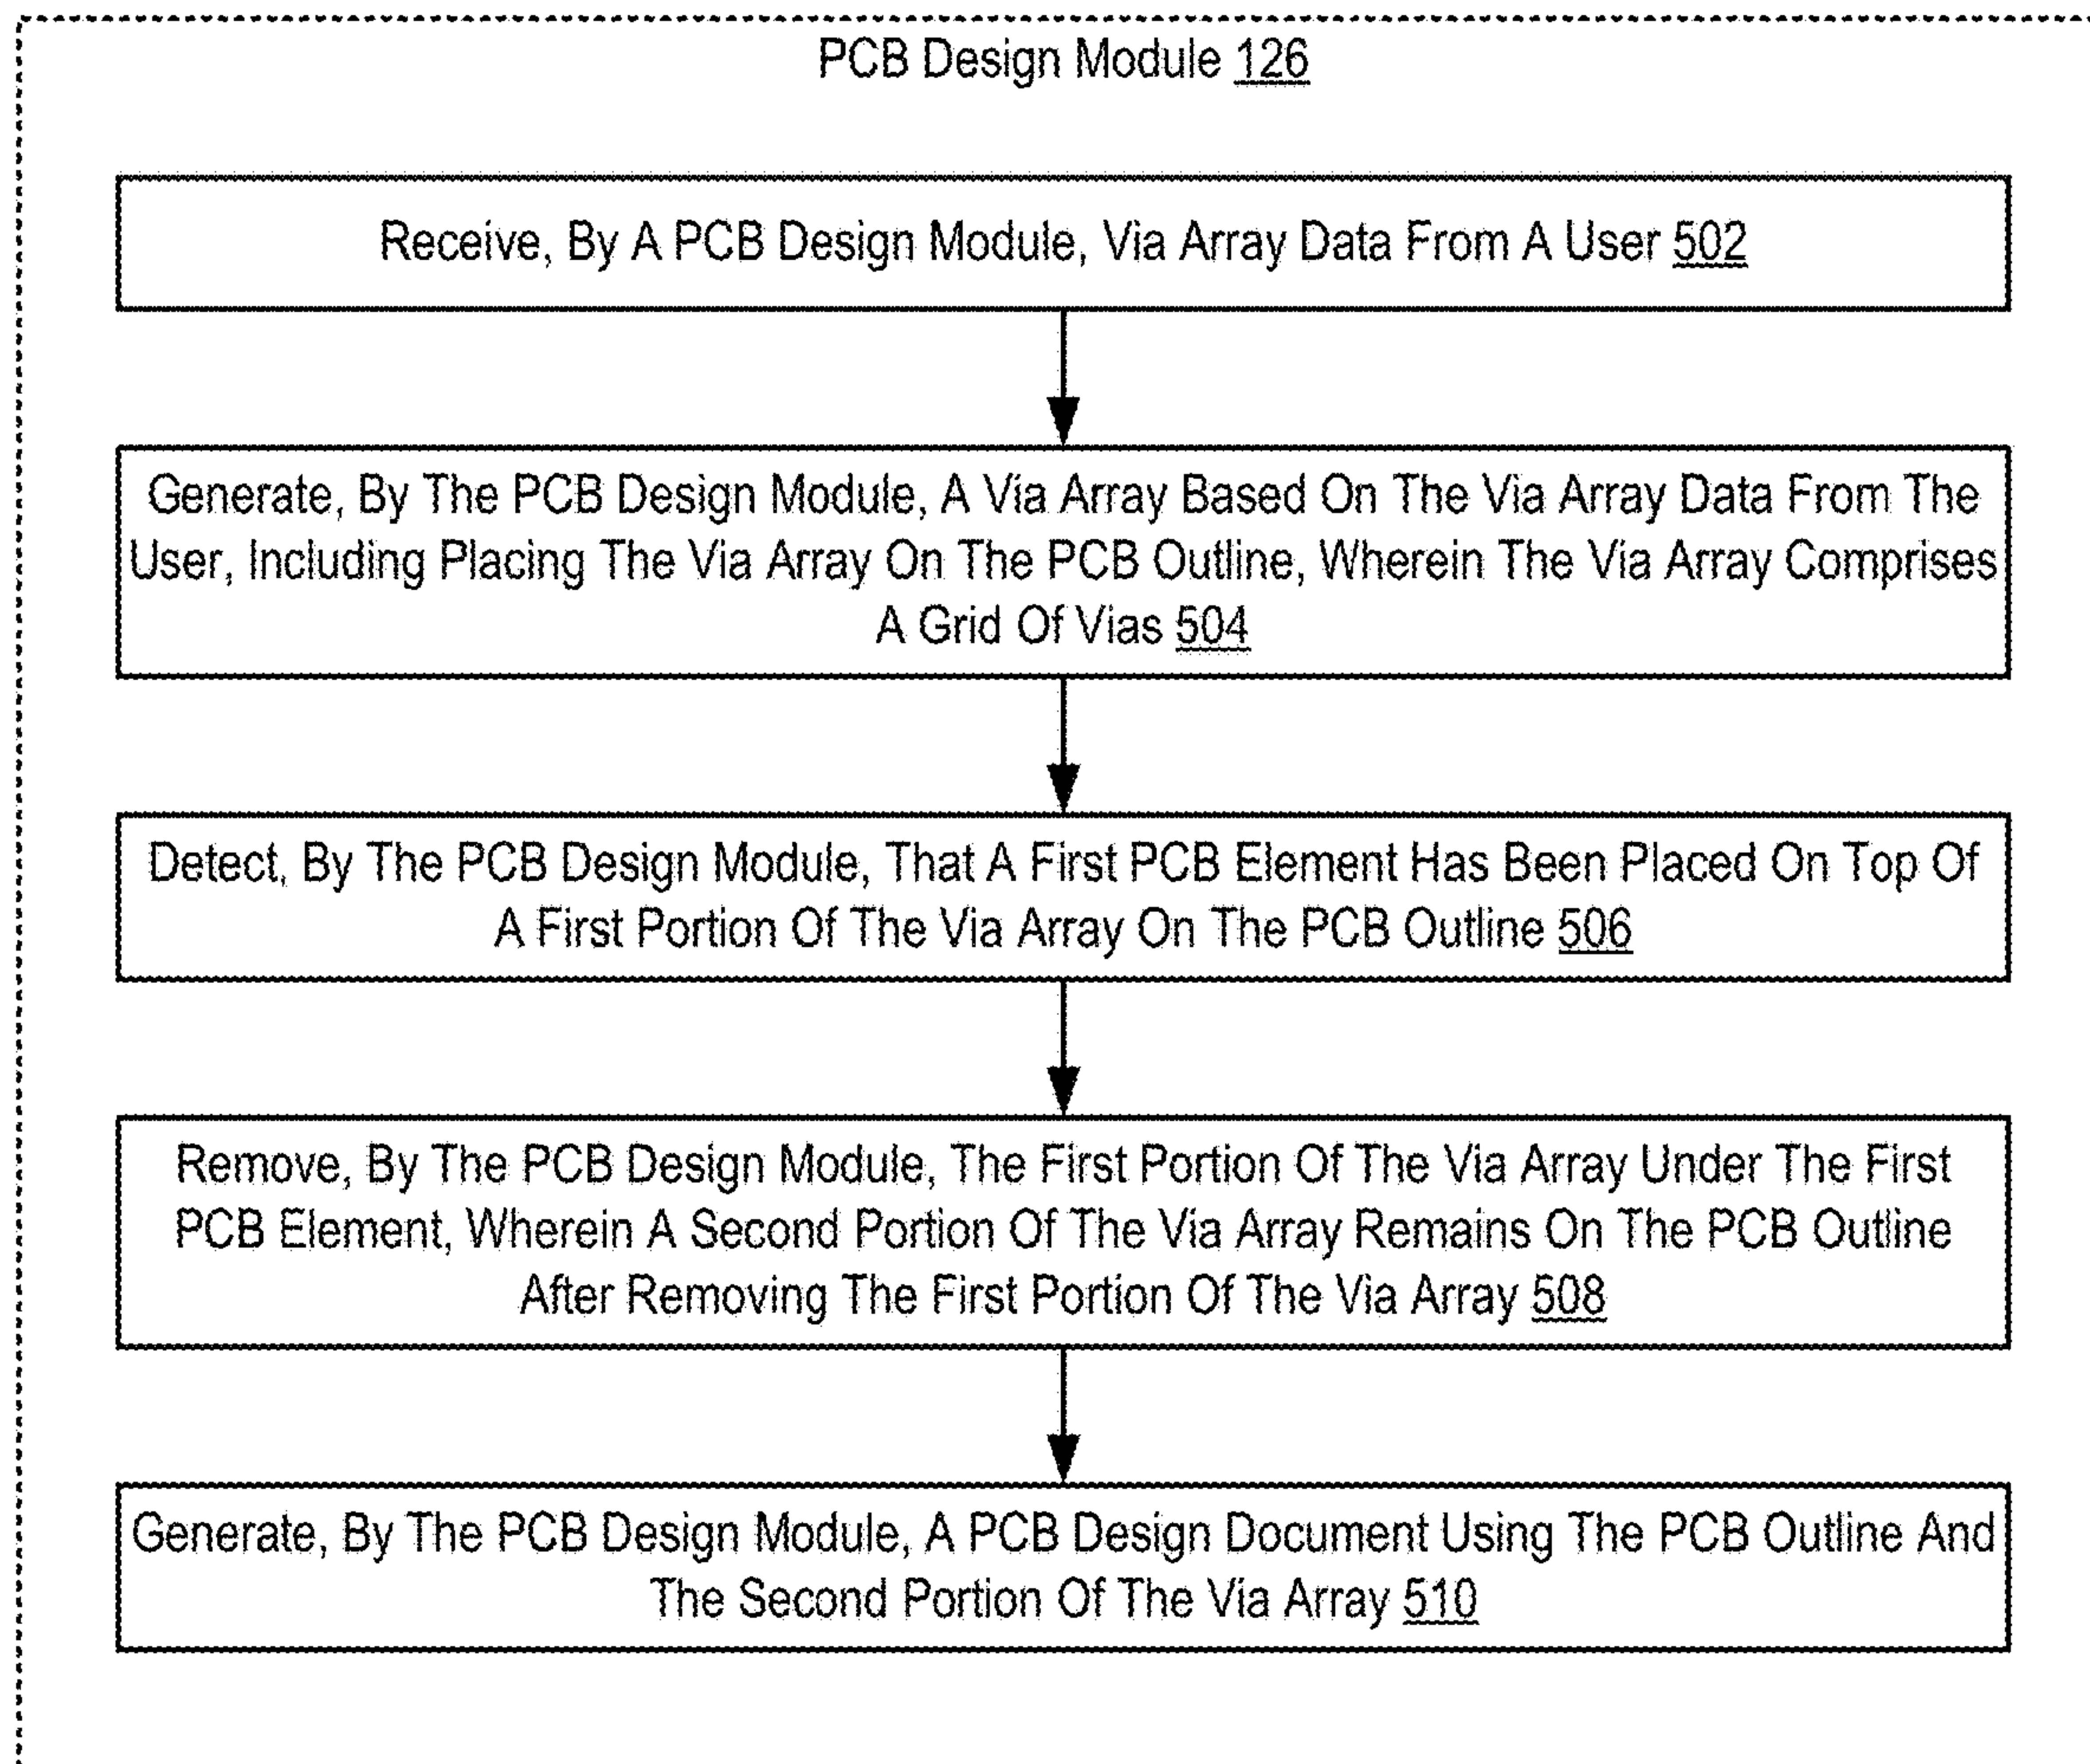 PCB Design Module 126
Receive, By A PCB Design Module, Via Array Data From A User 502
Generate, By The PCB Design Module, A Via Array Based On The Via Array Data From The
User, Including Placing The Via Array On The PCB Outline, Wherein The Via Array Comprises
A Grid Of Vias 504
Detect, By The PCB Design Module, That A First PCB Element Has Been Placed On Top Of
A First Portion Of The Via Array On The PCB Outline 506
Remove, By The PCB Design Module, The First Portion Of The Via Array Under The First
PCB Element, Wherein A Second Portion Of The Via Array Remains On The PCB Outline
After Removing The First Portion Of The Via Array 508
Generate, By The PCB Design Module, A PCB Design Document Using The PCB Outline And
The Second Portion Of The Via Array 510